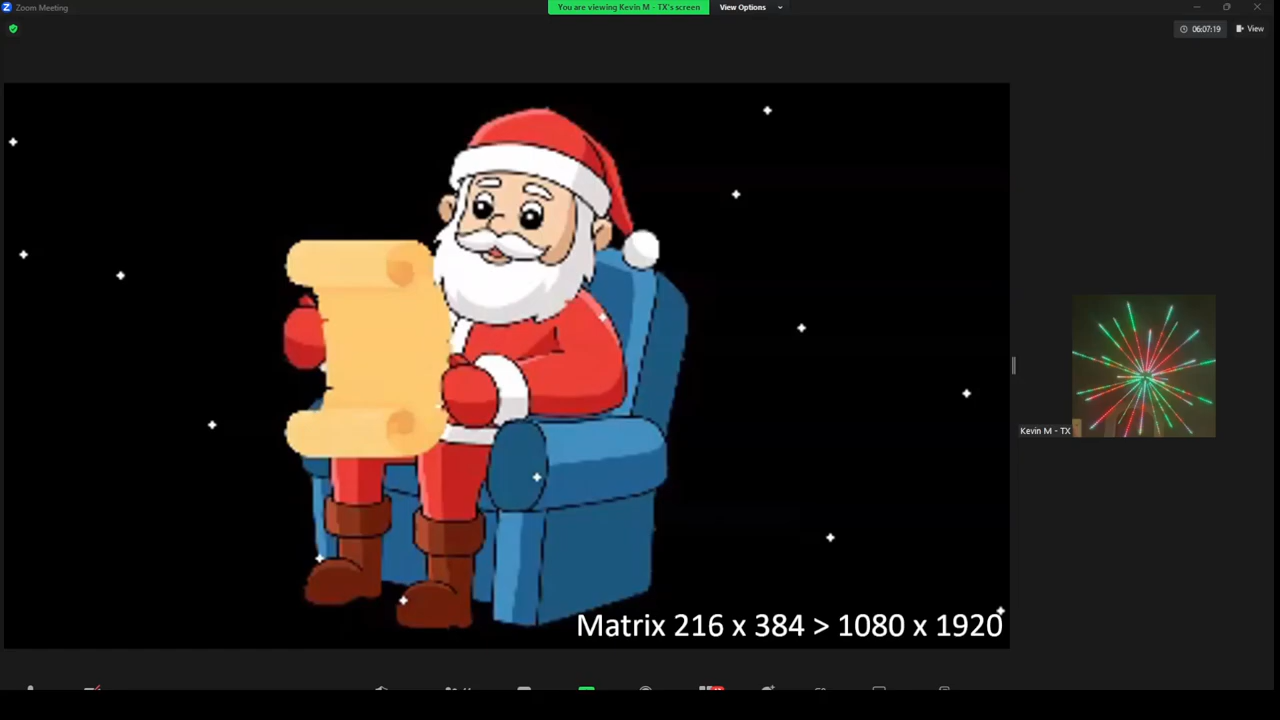 Zoom Meeting
You are viewing Kevin M - TX's screen
View Options
06:07:19
View
Kevin M - TX
Matrix 216 x 384 > 1080 x 1920